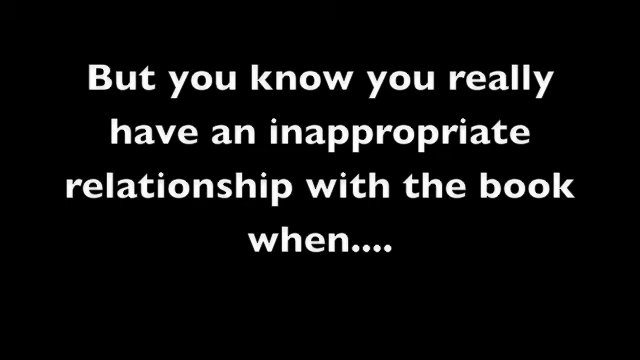 But you know you really
have an inappropriate
relationship with the book
when....